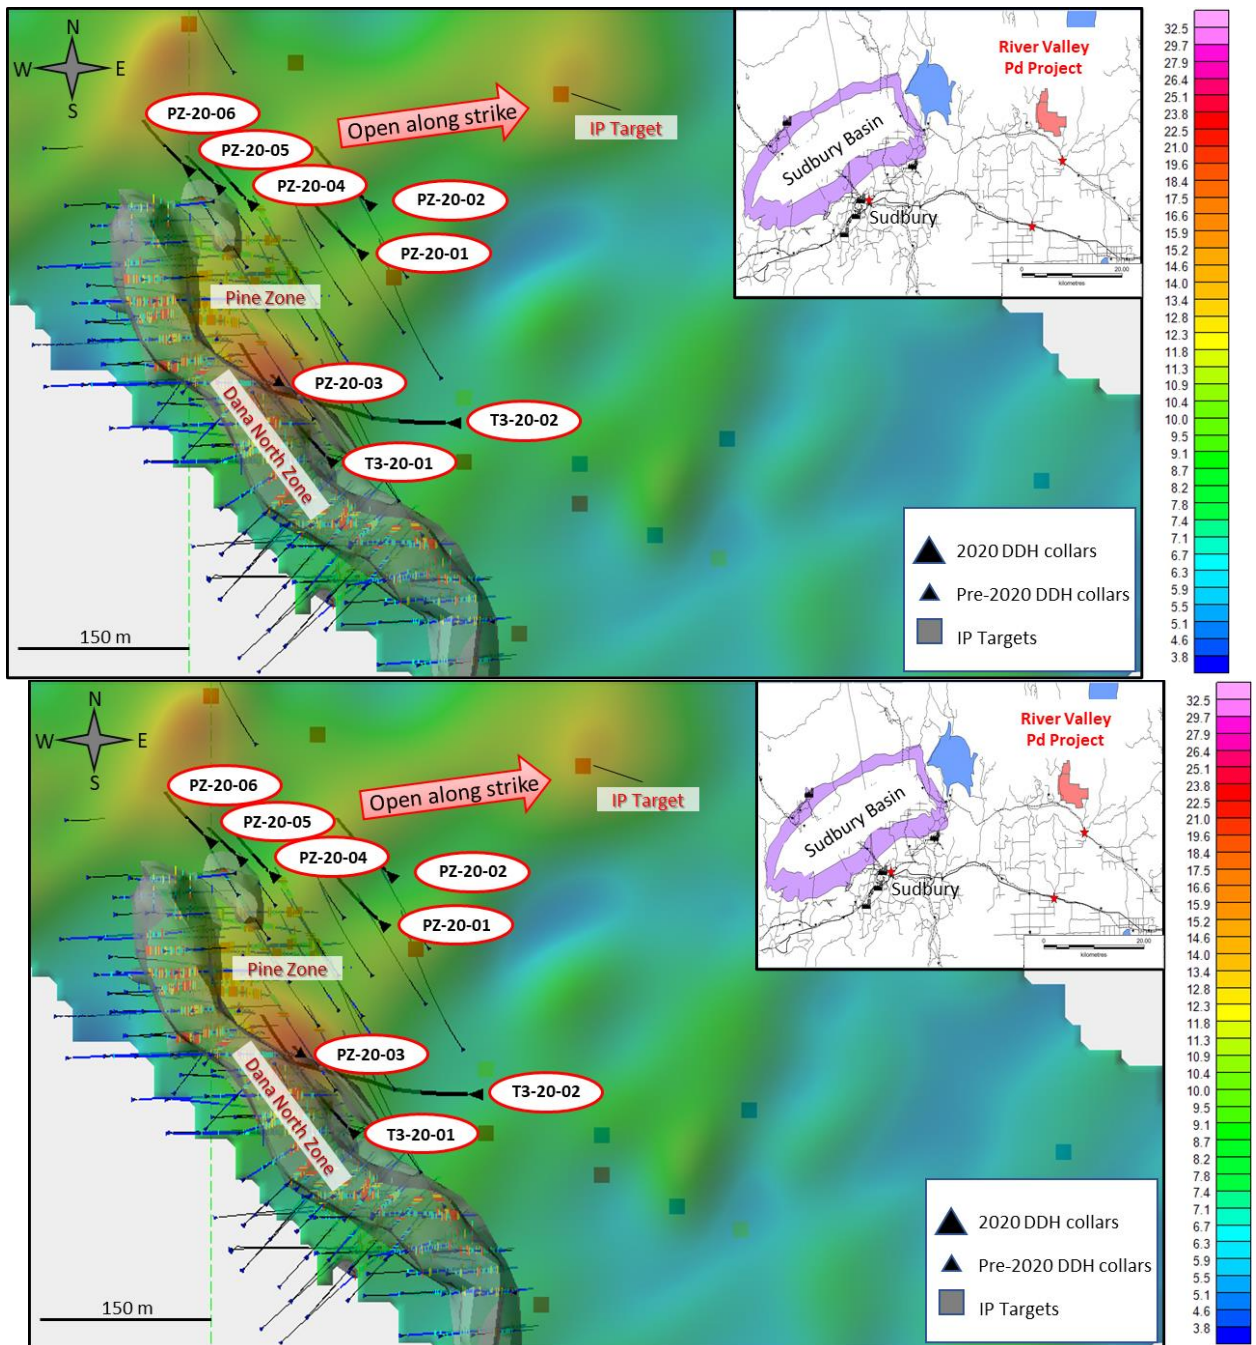 N
W
E
S
PZ-20-06
PZ-20-05
PZ-20-04
PZ-20-02
PZ-20-01
Open along strike
IP Target
Pine Zone
PZ-20-03
Dana North Zone
T3-20-02
T3-20-01
150 m
River Valley
Pd Project
Sudbury Basin
Sudbury
0
20.00
kilometres
2020 DDH collars
Pre-2020 DDH collars
IP Targets
32.5
29.7
27.9
26.4
25.1
23.8
22.5
21.0
19.6
18.4
17.5
16.6
15.9
15.2
14.6
14.0
13.4
12.8
12.3
11.8
11.3
10.9
10.4
10.0
9.5
9.1
8.7
8.2
7.8
7.4
7.1
6.7
6.3
5.9
5.5
5.1
4.6
3.8
N
W
E
S
PZ-20-06
PZ-20-05
PZ-20-04
PZ-20-02
PZ-20-01
Open along strike
IP Target
Pine Zone
PZ-20-03
Dana North Zone
T3-20-02
T3-20-01
150 m
River Valley
Pd Project
Sudbury Basin
Sudbury
0
20.00
kilometres
2020 DDH collars
Pre-2020 DDH collars
IP Targets
32.5
29.7
27.9
26.4
25.1
23.8
22.5
21.0
19.6
18.4
17.5
16.6
15.9
15.2
14.6
14.0
13.4
12.8
12.3
11.8
11.3
10.9
10.4
10.0
9.5
9.1
8.7
8.2
7.8
7.4
7.1
6.7
6.3
5.9
5.5
5.1
4.6
3.8